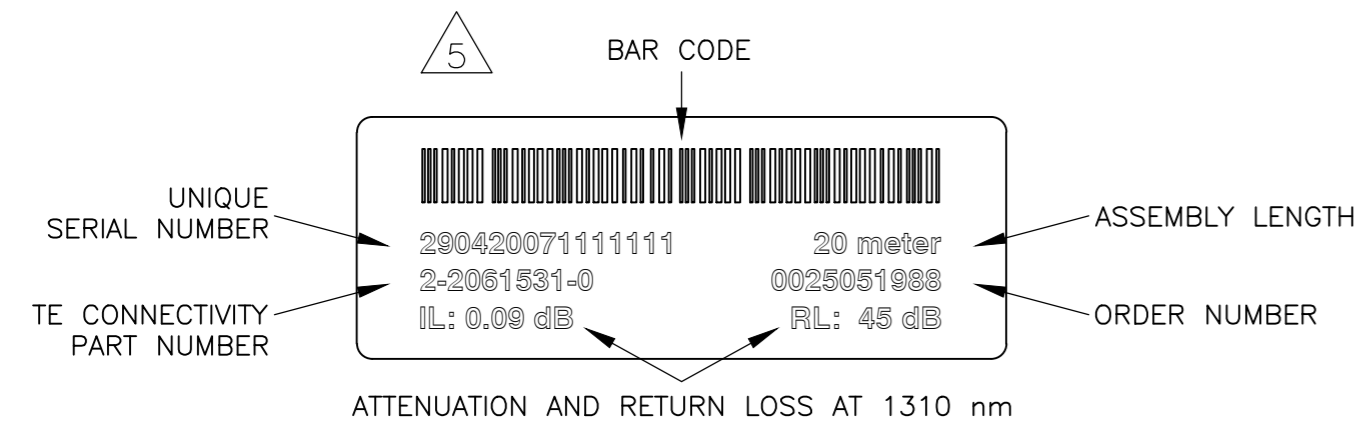 5
BAR CODE
UNIQUE
SERIAL NUMBER
290420071111111
20 meter
ASSEMBLY LENGTH
2-2061531-0
0025051988
TE CONNECTIVITY
PART NUMBER
IL: 0.09 dB
RL: 45 dB
ORDER NUMBER
ATTENUATION AND RETURN LOSS AT 1310 nm